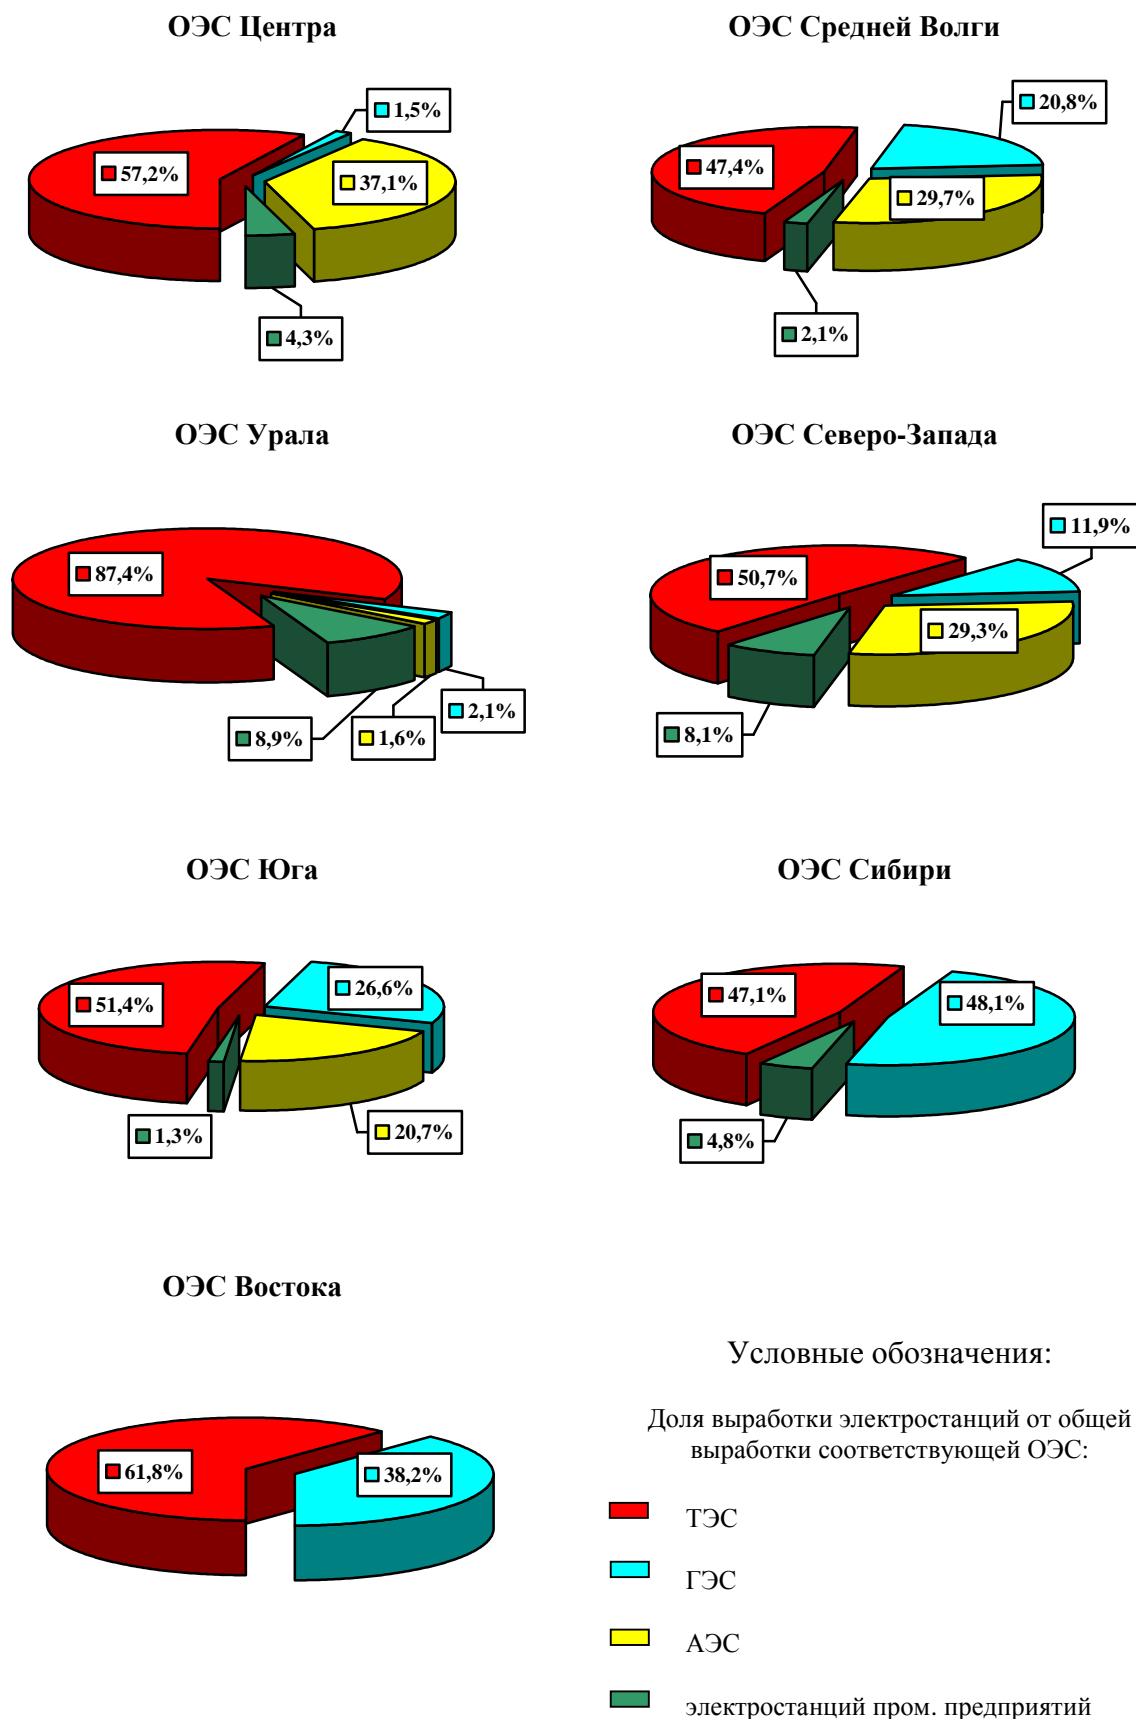 ОЭС Центра
1,5%
57,2%
37,1%
4,3%
ОЭС Средней Волги
20,8%
47,4%
29,7%
2,1%
ОЭС Урала
87,4%
2,1%
8,9%
1,6%
ОЭС Северо-Запада
11,9%
50,7%
29,3%
8,1%
ОЭС Юга
26,6%
51,4%
1,3%
20,7%
ОЭС Сибири
47,1%
48,1%
4,8%
ОЭС Востока
61,8%
38,2%
Условные обозначения:
Доля выработки электростанций от общей
выработки соответствующей ОЭС:
ТЭС
ГЭС
АЭС
электростанций пром. предприятий